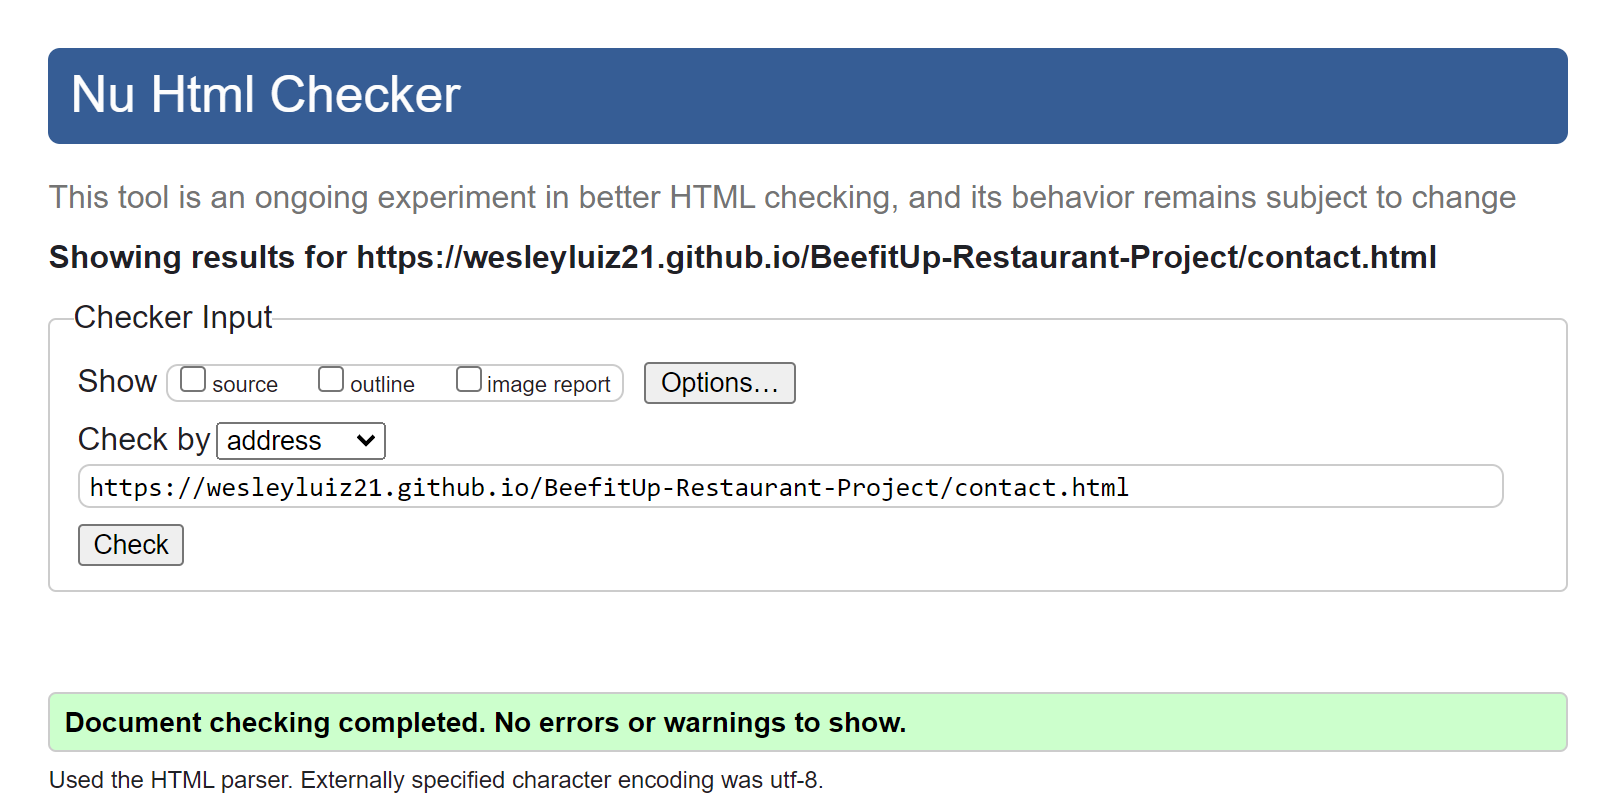 Nu Html Checker
This tool is an ongoing experiment in better HTML checking, and its behavior remains subject to change
Showing results for https://wesleyluiz21.github.io/BeefitUp-Restaurant-Project/contact.html
Checker Input
Show source outline image report Options...
Check by address
https://wesleyluiz21.github.io/BeefitUp-Restaurant-Project/contact.html
Check
Document checking completed. No errors or warnings to show.
Used the HTML parser. Externally specified character encoding was utf-8.